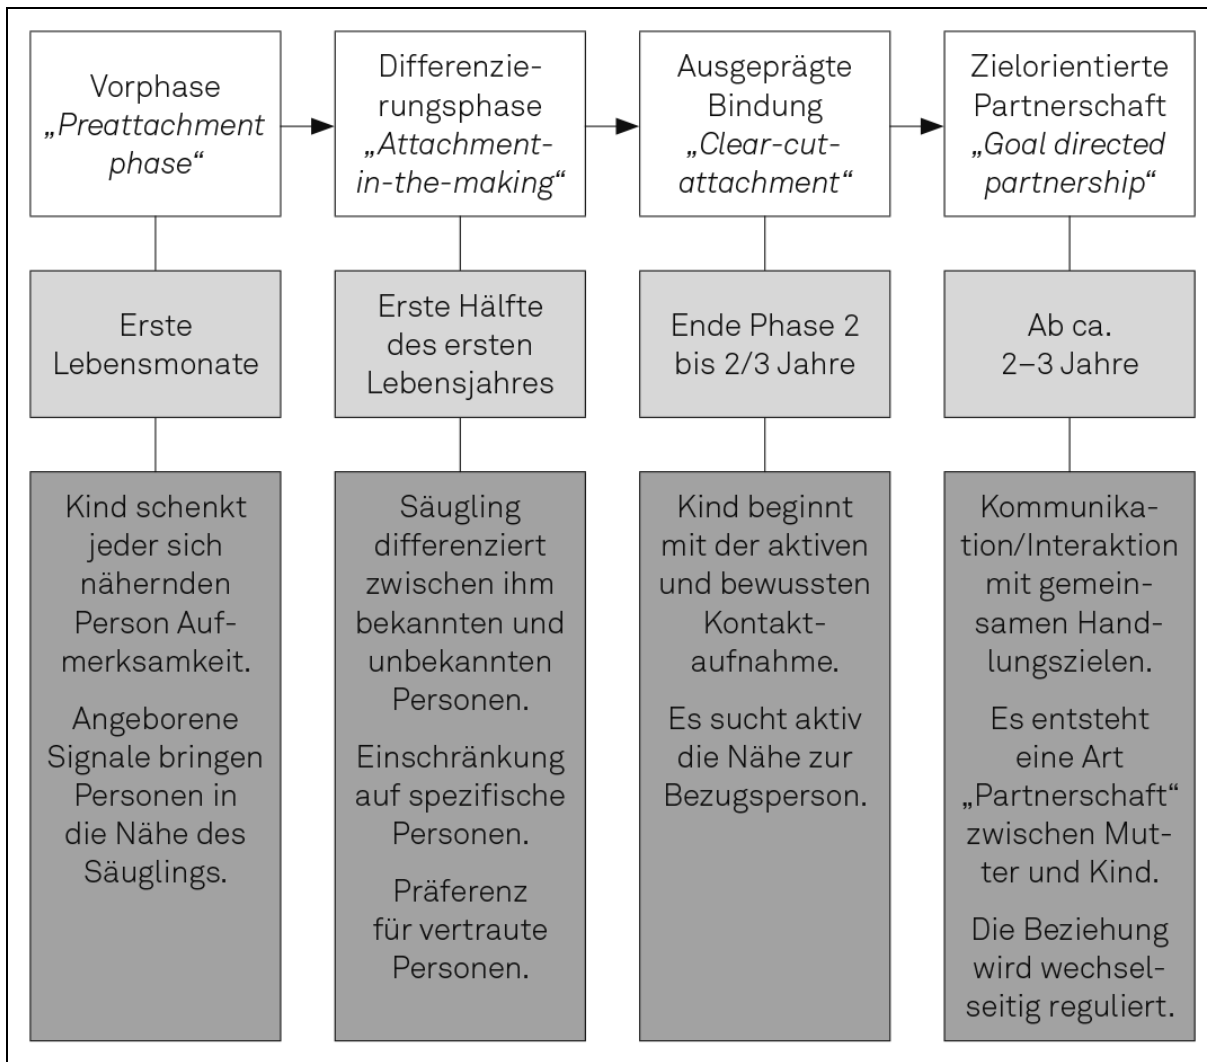 Vorphase
„Preattachment
phase“
Differenzie-
rungsphase
„Attachment-
in-the-making“
Ausgeprägte
Bindung
„Clear-cut-
attachment“
Zielorientierte
Partnerschaft
„Goal directed
partnership“
Erste
Lebensmonate
Erste Hälfte
des ersten
Lebensjahres
Ende Phase 2
bis 2/3 Jahre
Ab ca.
2–3 Jahre
Kind schenkt
jeder sich
nähernden
Person Auf-
merksamkeit.
Angeborene
Signale bringen
Personen in
die Nähe des
Säuglings.
Säugling
differenziert
zwischen ihm
bekannten und
unbekannten
Personen.
Einschränkung
auf spezifische
Personen.
Präferenz
für vertraute
Personen.
Kind beginnt
mit der aktiven
und bewussten
Kontakt-
aufnahme.
Es sucht aktiv
die Nähe zur
Bezugsperson.
Kommunika-
tion/Interaktion
mit gemein-
samen Hand-
lungszielen.
Es entsteht
eine Art
„Partnerschaft“
zwischen Mut-
ter und Kind.
Die Beziehung
wird wechsel-
seitig reguliert.